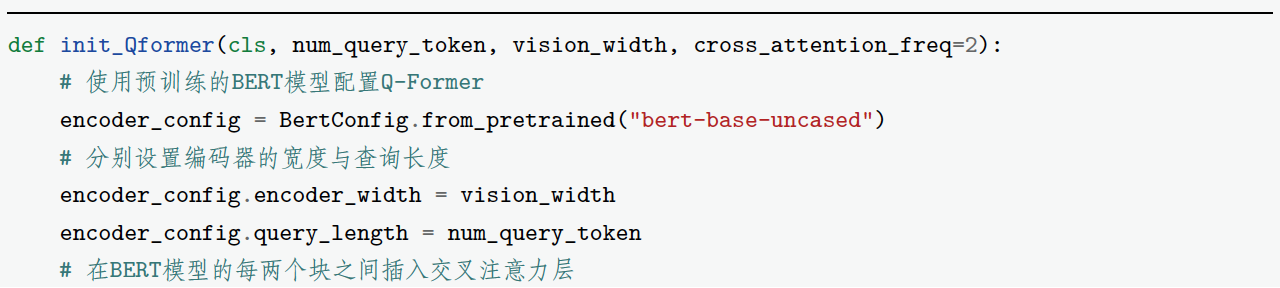 def init_Qformer(cls, num_query_token, vision_width, cross_attention_freq=2):
    # 使用预训练的BERT模型配置Q-Former
    encoder_config = BertConfig.from_pretrained("bert-base-uncased")
    # 分别设置编码器的宽度与查询长度
    encoder_config.encoder_width = vision_width
    encoder_config.query_length = num_query_token
    # 在BERT模型的每两个块之间插入交叉注意力层